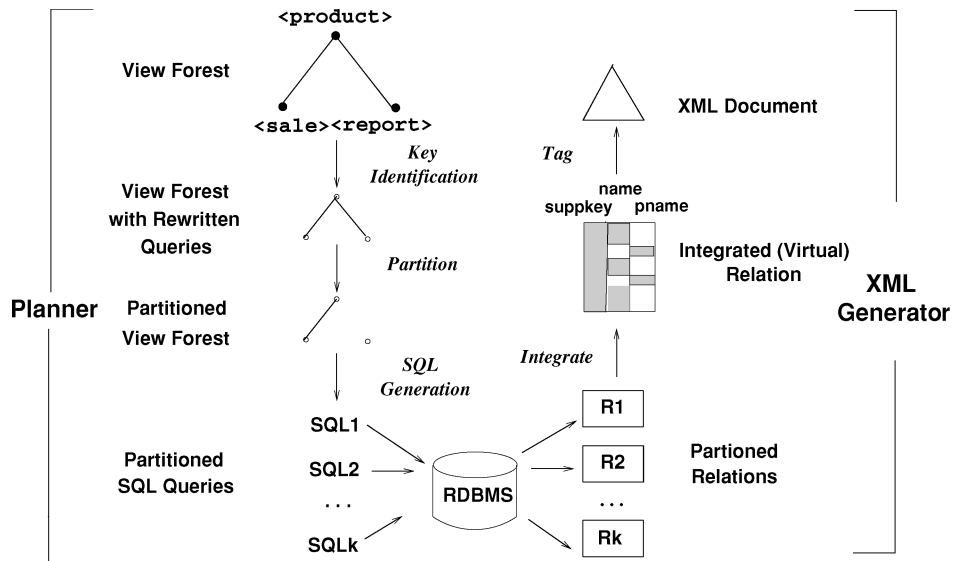 <product>
View Forest
<sale><report>
Key
Identification
View Forest
with Rewritten
Queries
Partition
Planner
Partitioned
View Forest
SQL
Generation
Partitioned
SQL Queries
SQL1
SQL2
...
SQLk
RDBMS
R1
R2
...
Rk
Partioned
Relations
Integrate
Integrated (Virtual)
Relation
name
suppkey pname
Tag
XML Document
XML
Generator